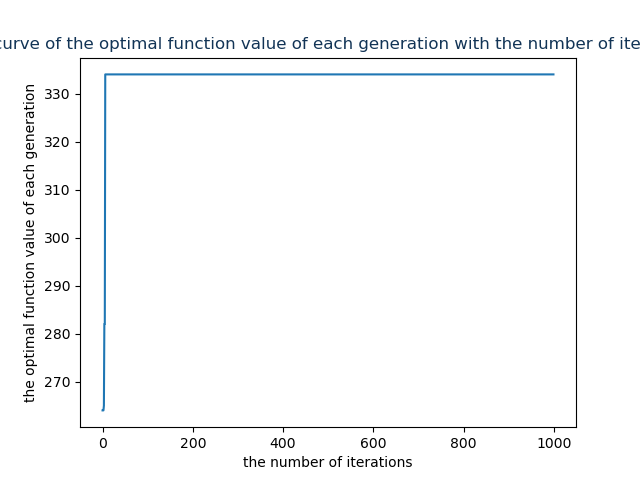 curve of the optimal function value of each generation with the number of ite
the optimal function value of each generation
330
320
310
300
290
280
270
0 200 400 600 800 1000
the number of iterations